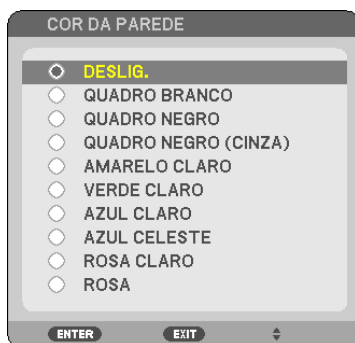 COR DA PAREDE
DESLIG.
QUADRO BRANCO
QUADRO NEGRO
QUADRO NEGRO (CINZA)
AMARELO CLARO
VERDE CLARO
AZUL CLARO
AZUL CELESTE
ROSA CLARO
ROSA
ENTER EXIT